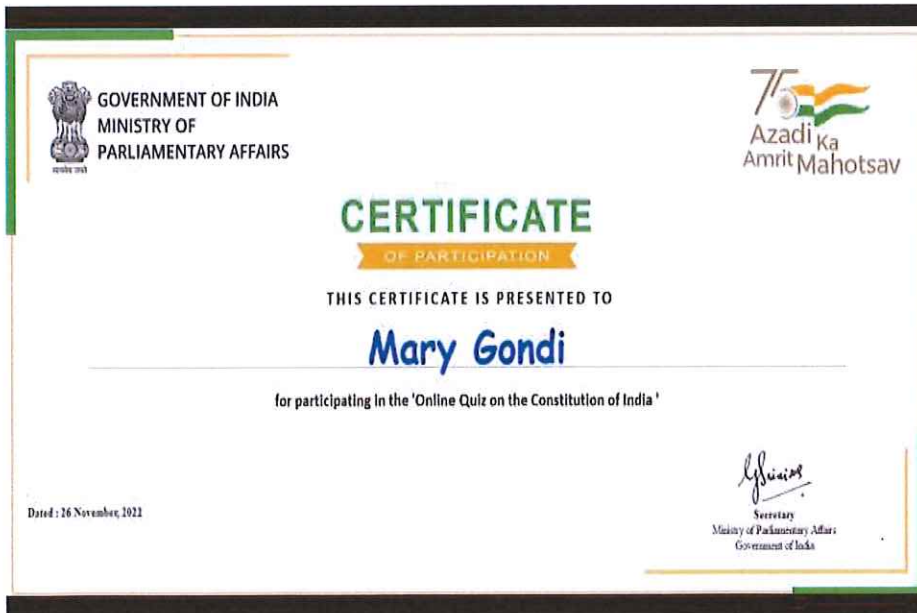 GOVERNMENT OF INDIA
MINISTRY OF
PARLIAMENTARY AFFAIRS
75
Azadi Ka
Amrit Mahotsav
CERTIFICATE
OF PARTICIPATION
THIS CERTIFICATE IS PRESENTED TO
Mary Gondi
for participating in the 'Online Quiz on the Constitution of India '
Dated : 26 November, 2022
Secretary
Ministry of Parliamentary Affairs
Government of India